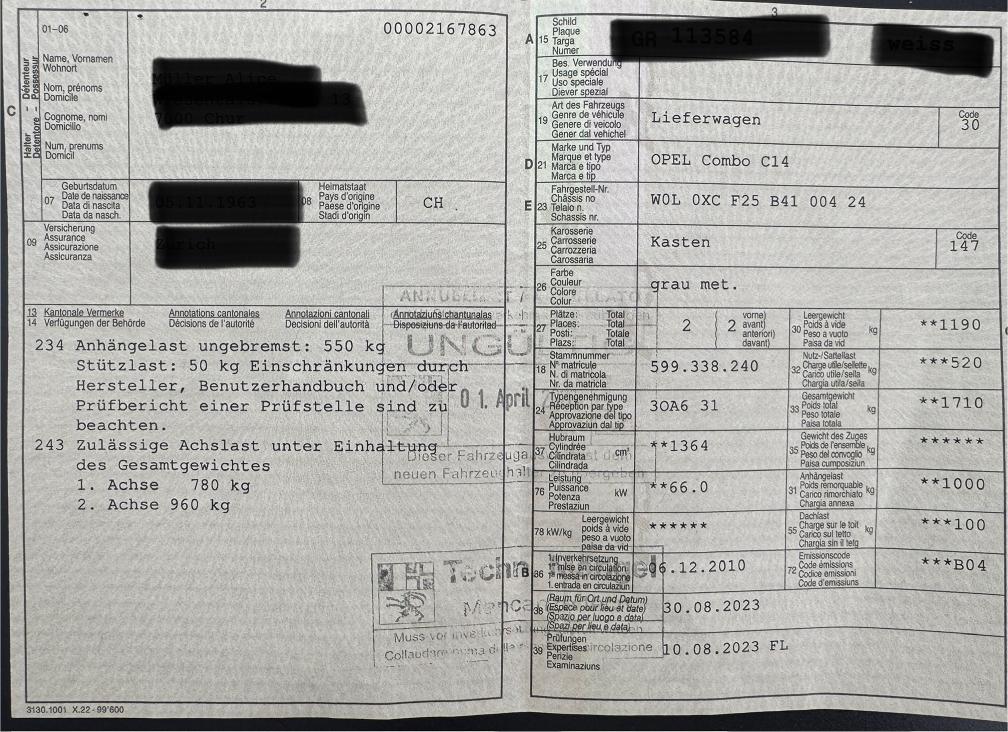 2
01–06
00002167863
Halter - Détenteur
Detentore - Possessur
C
Name, Vornamen
Wohnort
Nom, prénoms
Domicile
Cognome, nomi
Domicilio
Num, prenums
Domicil
07
Geburtsdatum
Date de naissance
Data di nascita
Data da nasch.
08
Heimatstaat
Pays d'origine
Paese d'origine
Stadi d'origin
CH
09
Versicherung
Assurance
Assicurazione
Assicuranza
13 Kantonale Vermerke Annotations cantonales Annotazioni cantonali Annotaziuns chantunalas
14 Verfügungen der Behörde Décisions de l'autorité Decisioni dell'autorità Disposiziuns da l'autoritad
234 Anhängelast ungebremst: 550 kg
Stützlast: 50 kg Einschränkungen durch
Hersteller, Benutzerhandbuch und/oder
Prüfbericht einer Prüfstelle sind zu
beachten.
243 Zulässige Achslast unter Einhaltung
des Gesamtgewichtes
1. Achse 780 kg
2. Achse 960 kg
01. April
neuen Fahrzeughalter
Muss vor
3130.1001 X.22 - 99'600
3
A 15
Schild
Plaque
Targa
Numer
17
Bes. Verwendung
Usage spécial
Uso speciale
Diever spezial
19
Art des Fahrzeugs
Genre de véhicule
Genere di veicolo
Gener dal vehichel
Lieferwagen
Code
30
D 21
Marke und Typ
Marque et type
Marca e tipo
Marca e tip
OPEL Combo C14
E 23
Fahrgestell-Nr.
Châssis no
Telaio n.
Schassis nr.
W0L 0XC F25 B41 004 24
25
Karosserie
Carrosserie
Carrozzeria
Carossaria
Kasten
Code
147
26
Farbe
Couleur
Colore
Colur
grau met.
27
Plätze: Total
Places: Total
Posti: Totale
Plazs: Total
2
vorne)
avant)
anteriori)
davant)
2
30
Leergewicht
Poids à vide
Peso a vuoto
Paisa da vid
kg
**1190
18
Stammnummer
N° matricule
N. di matricola
Nr. da matricla
599.338.240
32
Nutz-/Sattellast
Charge utile/sellette
Carico utile/sella
Chargia utila/sella
kg
***520
24
Typengenehmigung
Réception par type
Approvazione del tipo
Approvaziun dal tip
3OA6 31
33
Gesamtgewicht
Poids total
Peso totale
Paisa totala
kg
**1710
37
Hubraum
Cylindrée
Cilindrata
Cilindrada
cm³
**1364
35
Gewicht des Zuges
Poids de l'ensemble
Peso del convoglio
Paisa cumposiziun
kg
******
76
Leistung
Puissance
Potenza
Prestaziun
kW
**66.0
31
Anhängelast
Poids remorquable
Carico rimorchiato
Chargia annexa
kg
**1000
78 kW/kg
Leergewicht
poids à vide
peso a vuoto
paisa da vid
******
55
Dachlast
Charge sur le toit
Carico sul tetto
Chargia sin il tetg
kg
***100
B 36
1. Inverkehrsetzung
1re mise en circulation
1a messa in circolazione
1. entrada en circulaziun
06.12.2010
72
Emissionscode
Code émissions
Codice emissioni
Code d'emissiuns
***B04
38
(Raum für Ort und Datum)
(Espace pour lieu et date)
(Spazio per luogo e data)
(Spazi per lieu e data)
30.08.2023
39
Prüfungen
Expertises
Perizie
Examinaziuns
10.08.2023 FL